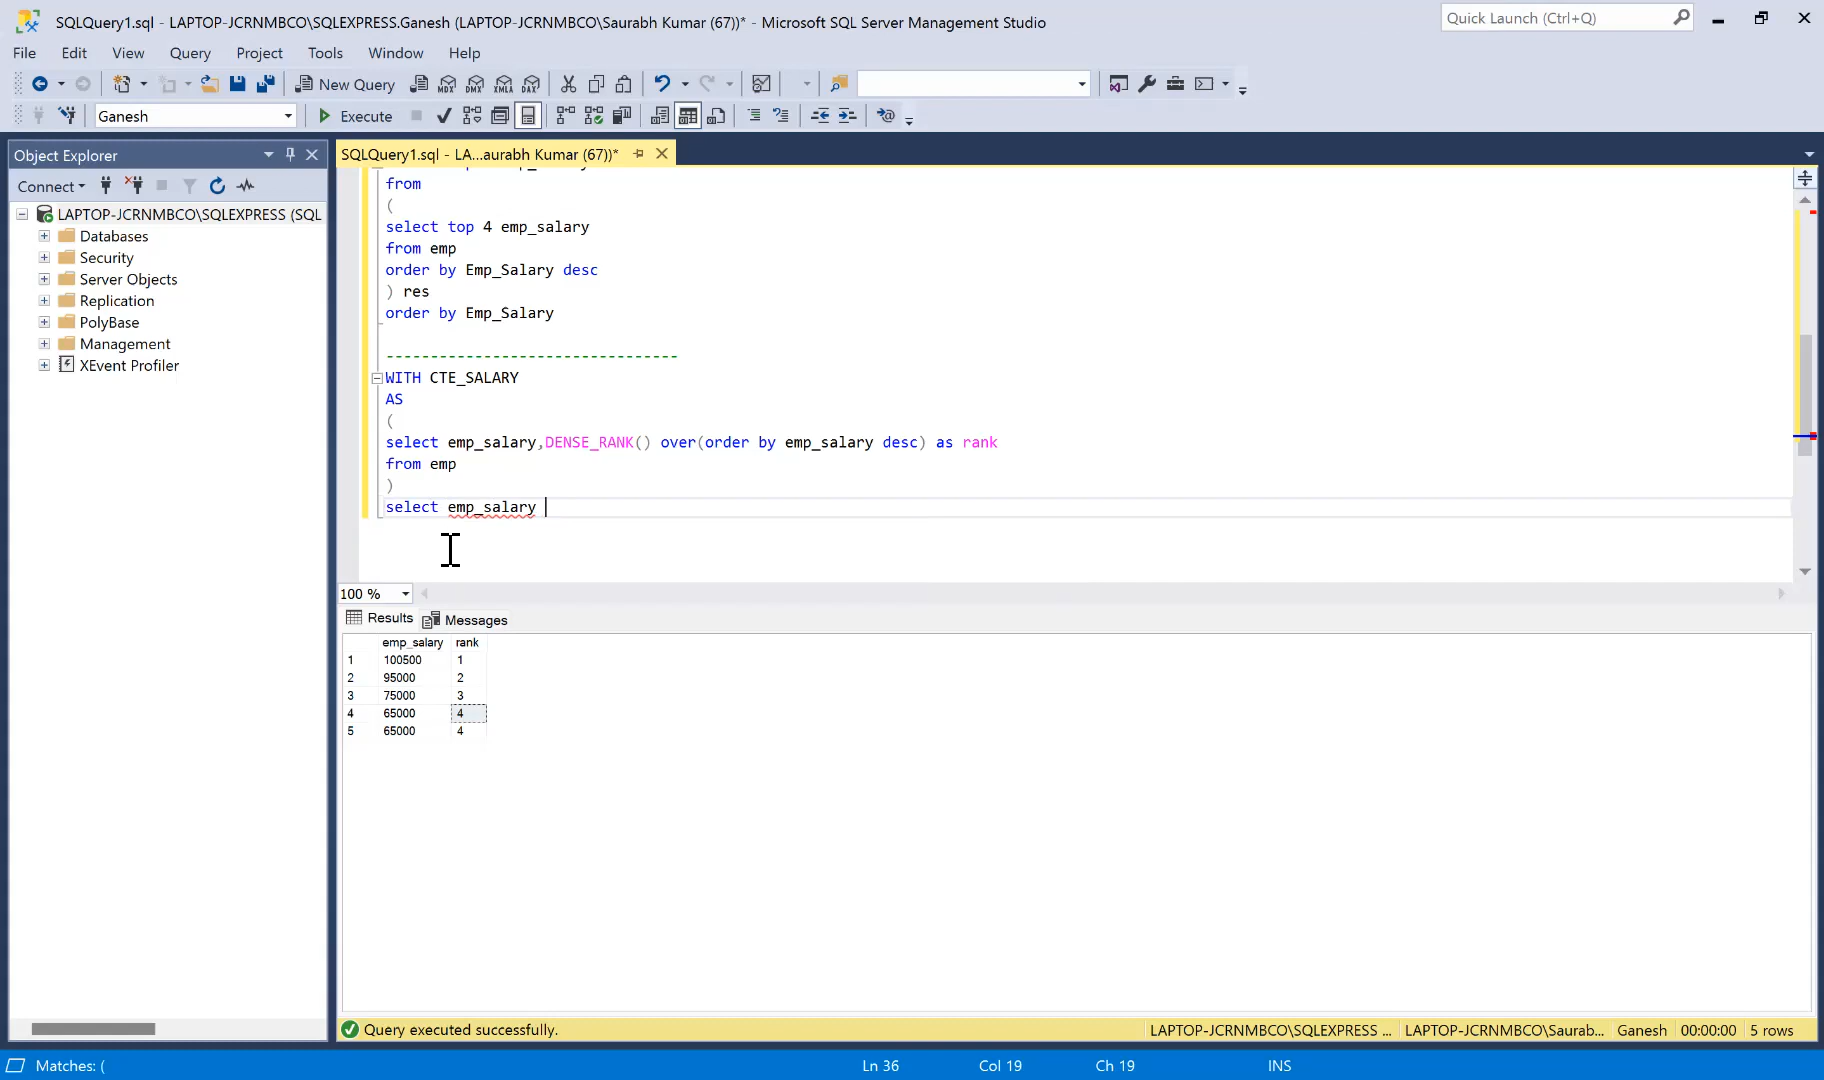 SQLQuery1.sql - LAPTOP-JCRNMBCO\SQLEXPRESS.Ganesh (LAPTOP-JCRNMBCO\Saurabh Kumar (67))* - Microsoft SQL Server Management Studio
Quick Launch (Ctrl+Q)
File Edit View Query Project Tools Window Help
New Query MDX DMX XMLA DAX
Ganesh Execute
Object Explorer
SQLQuery1.sql - LA...aurabh Kumar (67))*
Connect
LAPTOP-JCRNMBCO\SQLEXPRESS (SQL
Databases
Security
Server Objects
Replication
PolyBase
Management
XEvent Profiler
from
(
select top 4 emp_salary
from emp
order by Emp_Salary desc
) res
order by Emp_Salary
---------------------------------
WITH CTE_SALARY
AS
(
select emp_salary,DENSE_RANK() over(order by emp_salary desc) as rank
from emp
)
select emp_salary
100 %
Results Messages
emp_salary rank
1 100500 1
2 95000 2
3 75000 3
4 65000 4
5 65000 4
Query executed successfully.
LAPTOP-JCRNMBCO\SQLEXPRESS ... LAPTOP-JCRNMBCO\Saurab... Ganesh 00:00:00 5 rows
Matches: ( Ln 36 Col 19 Ch 19 INS